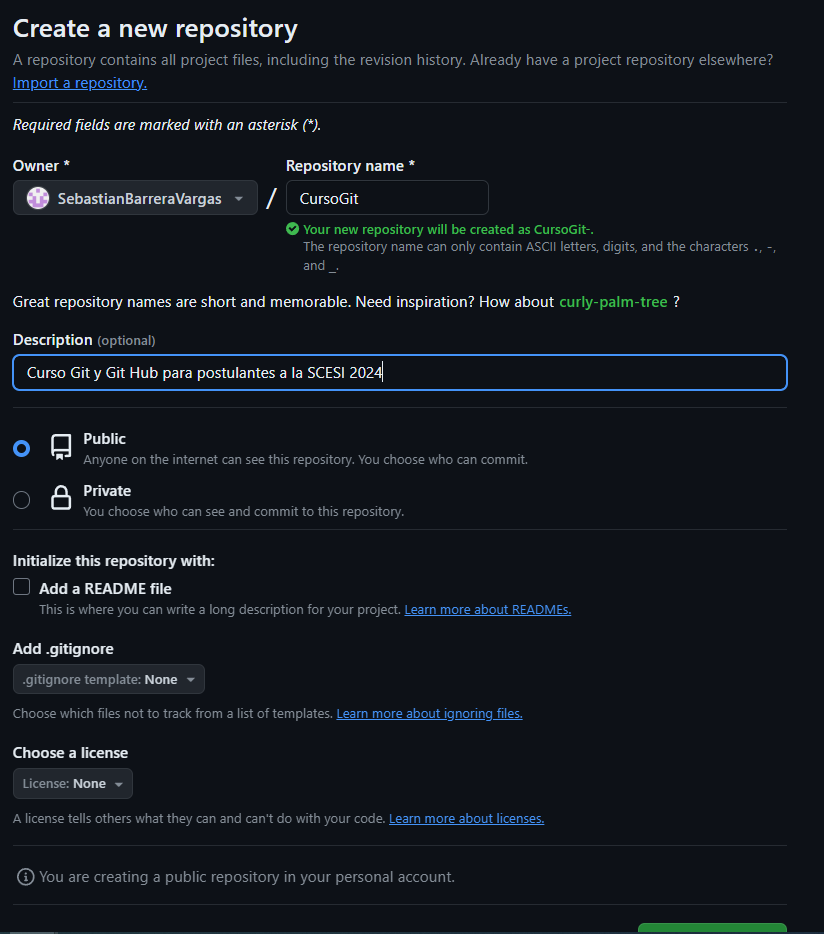 Create a new repository
A repository contains all project files, including the revision history. Already have a project repository elsewhere?
Import a repository.
Required fields are marked with an asterisk (*).
Owner *
Repository name *
SebastianBarreraVargas
/
CursoGit
Your new repository will be created as CursoGit-.
The repository name can only contain ASCII letters, digits, and the characters ., -,
and _.
Great repository names are short and memorable. Need inspiration? How about curly-palm-tree ?
Description (optional)
Curso Git y Git Hub para postulantes a la SCESI 2024
Public
Anyone on the internet can see this repository. You choose who can commit.
Private
You choose who can see and commit to this repository.
Initialize this repository with:
Add a README file
This is where you can write a long description for your project. Learn more about READMEs.
Add .gitignore
.gitignore template: None
Choose which files not to track from a list of templates. Learn more about ignoring files.
Choose a license
License: None
A license tells others what they can and can't do with your code. Learn more about licenses.
You are creating a public repository in your personal account.